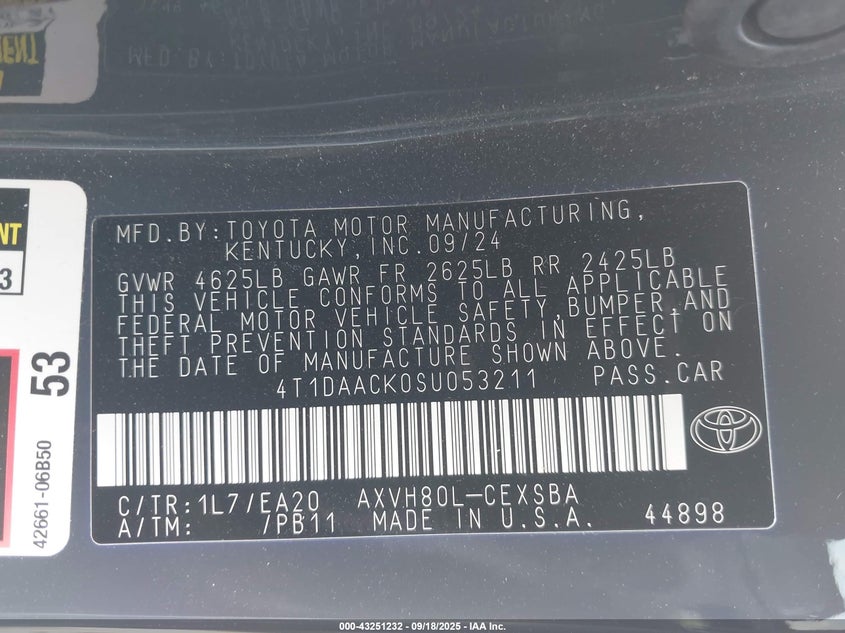 MFD.BY:TOYOTA MOTOR MANUFACTURING,
KENTUCKY,INC.09/24
GVWR 4625LB GAWR FR 2625LB RR 2425LB
THIS VEHICLE CONFORMS TO ALL APPLICABLE
FEDERAL MOTOR VEHICLE SAFETY,BUMPER,AND
THEFT PREVENTION STANDARDS IN EFFECT ON
THE DATE OF MANUFACTURE SHOWN ABOVE.
4T1DAACK0SU053211 PASS.CAR
C/TR:1L7/EA20 AXVH80L-CEXSBA
A/TM: /PB11 MADE IN U.S.A. 44898
NT
3
53
42661-06B50
000-43251232 - 09/18/2025 - IAA Inc.